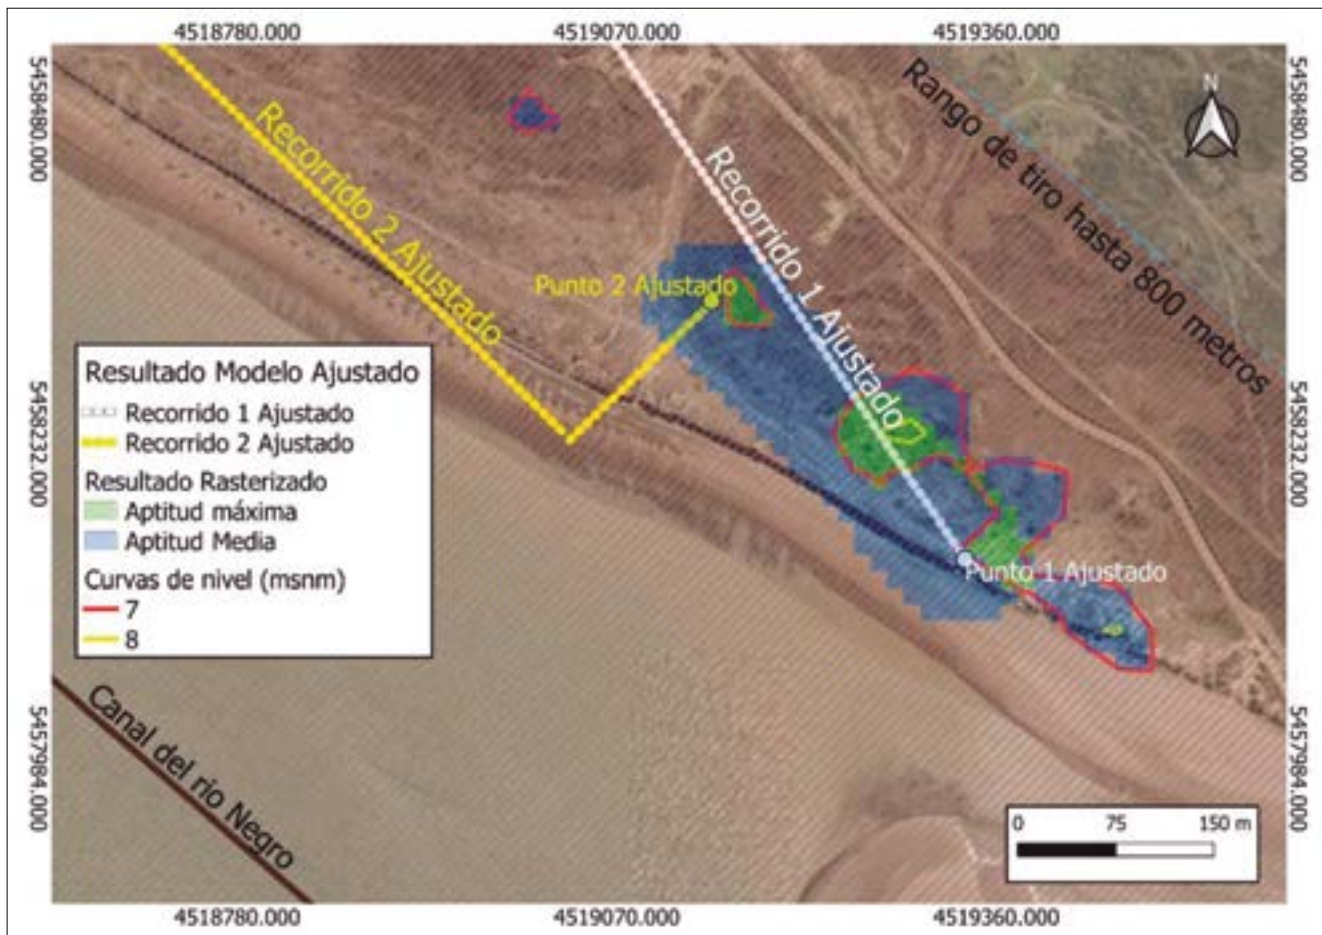 4518780.000
4519070.000
4519360.000
5458480.000
5458480.000
N
Rango de tiro hasta 800 metros
Recorrido 2 Ajustado
Recorrido 1 Ajustado
Punto 2 Ajustado
Resultado Modelo Ajustado
Recorrido 1 Ajustado
Recorrido 2 Ajustado
Resultado Rasterizado
Aptitud máxima
Aptitud Media
Curvas de nivel (msnm)
7
8
5458232.000
5458232.000
Punto 1 Ajustado
Canal del río Negro
5457984.000
5457984.000
0 75 150 m
4518780.000
4519070.000
4519360.000